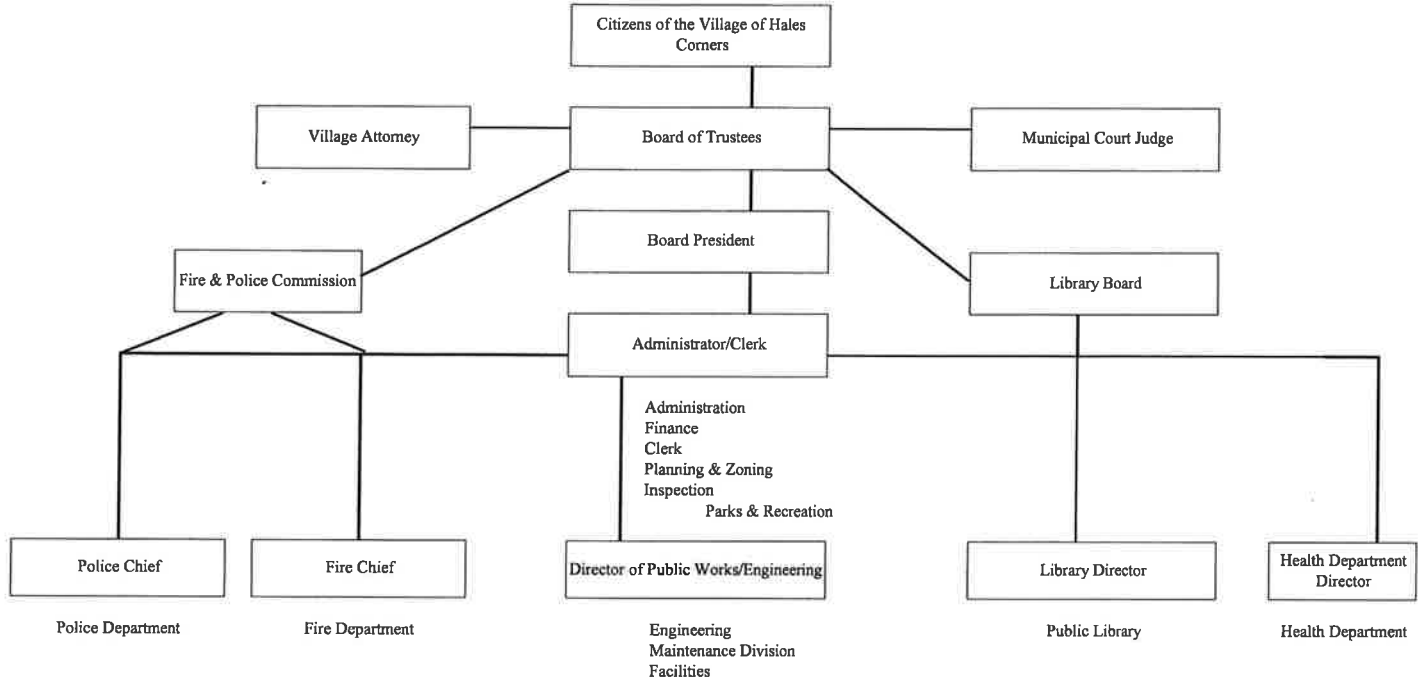 Citizens of the Village of Hales
Corners
Village Attorney
Board of Trustees
Municipal Court Judge
Board President
Fire & Police Commission
Library Board
Administrator/Clerk
Administration
Finance
Clerk
Planning & Zoning
Inspection
Parks & Recreation
Police Chief
Fire Chief
Director of Public Works/Engineering
Library Director
Health Department
Director
Police Department
Fire Department
Engineering
Maintenance Division
Facilities
Public Library
Health Department